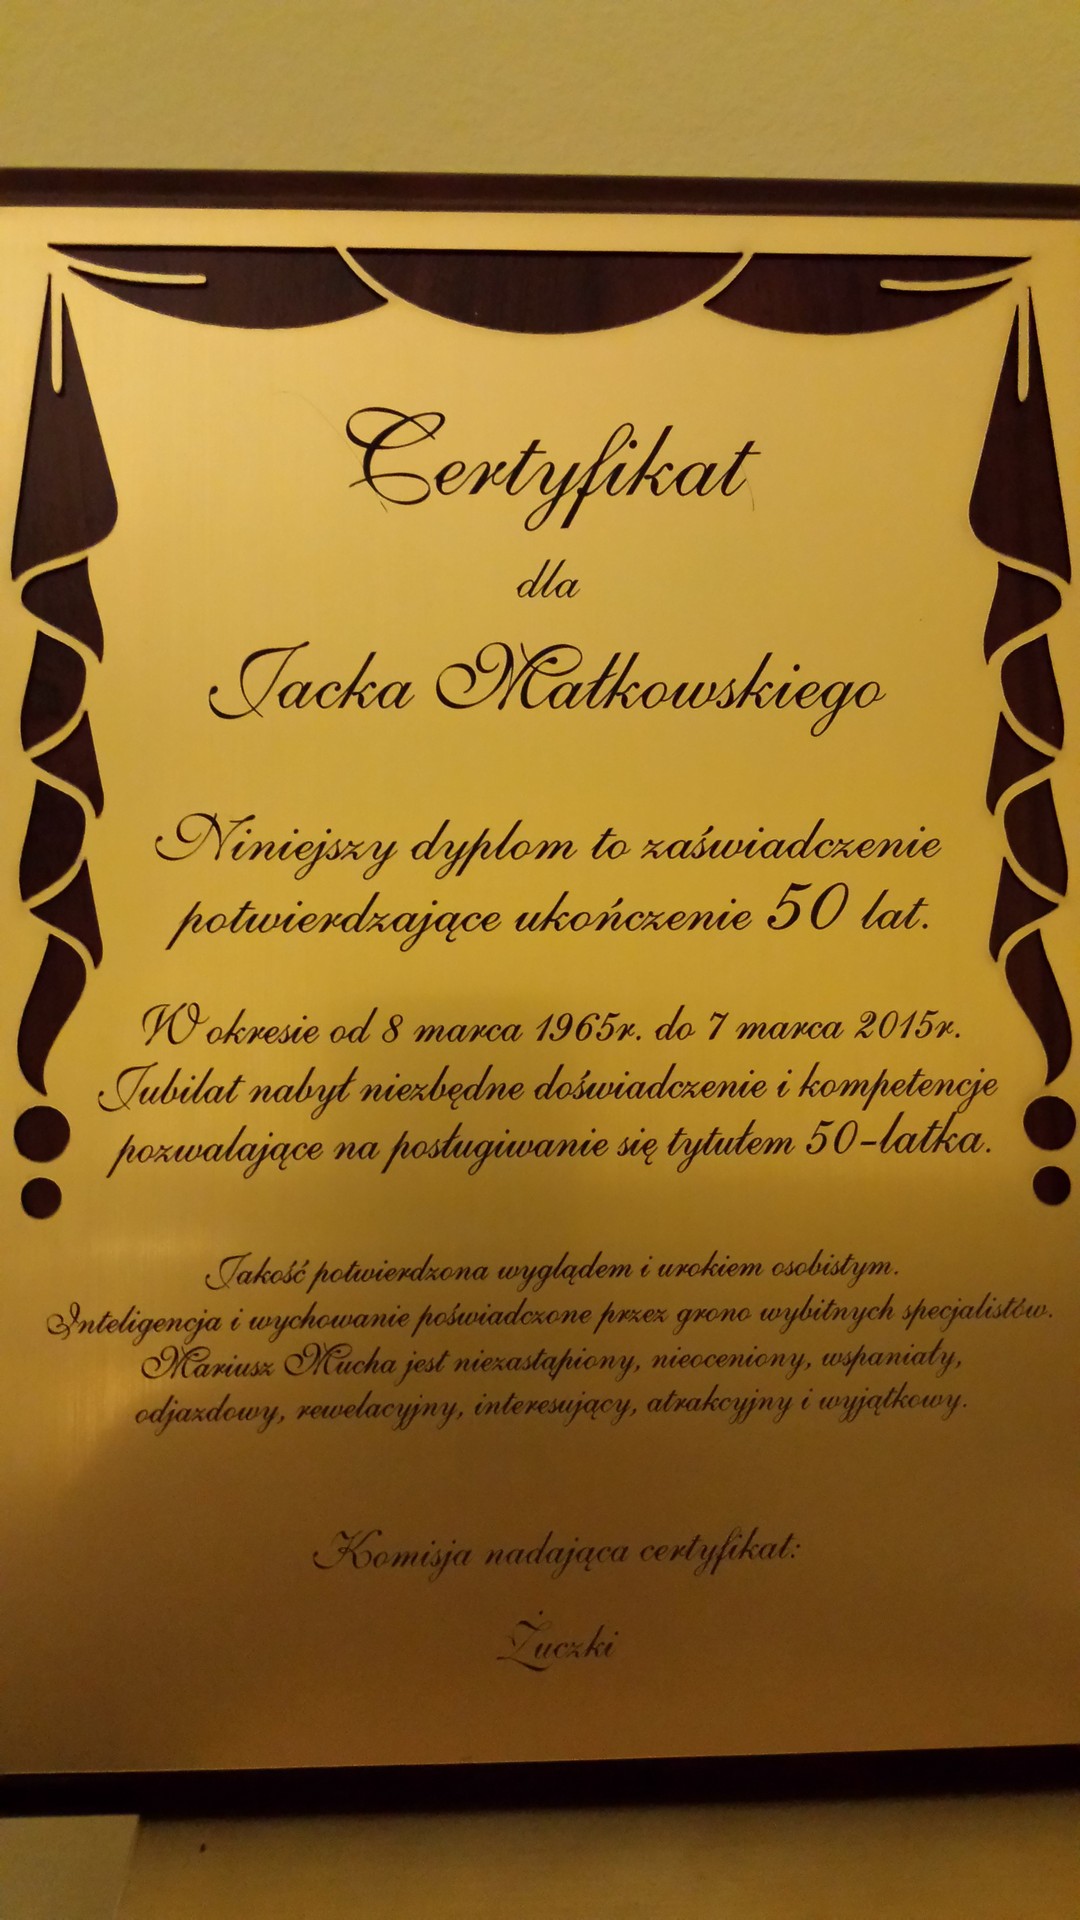 Certyfikat
dla
Jacka Małkowskiego
Niniejszy dyplom to zaświadczenie
potwierdzające ukończenie 50 lat.
W okresie od 8 marca 1965r. do 7 marca 2015r.
Jubilat nabył niezbędne doświadczenie i kompetencje
pozwalające na posługiwanie się tytułem 50-latka.
Jakość potwierdzona wyglądem i urokiem osobistym.
Inteligencja i wychowanie poświadczone przez grono wybitnych specjalistów.
Mariusz Mucha jest niezastąpiony, nieoceniony, wspaniały,
odjazdowy, rewelacyjny, interesujący, atrakcyjny i wyjątkowy.
Komisja nadająca certyfikat:
Żuczki